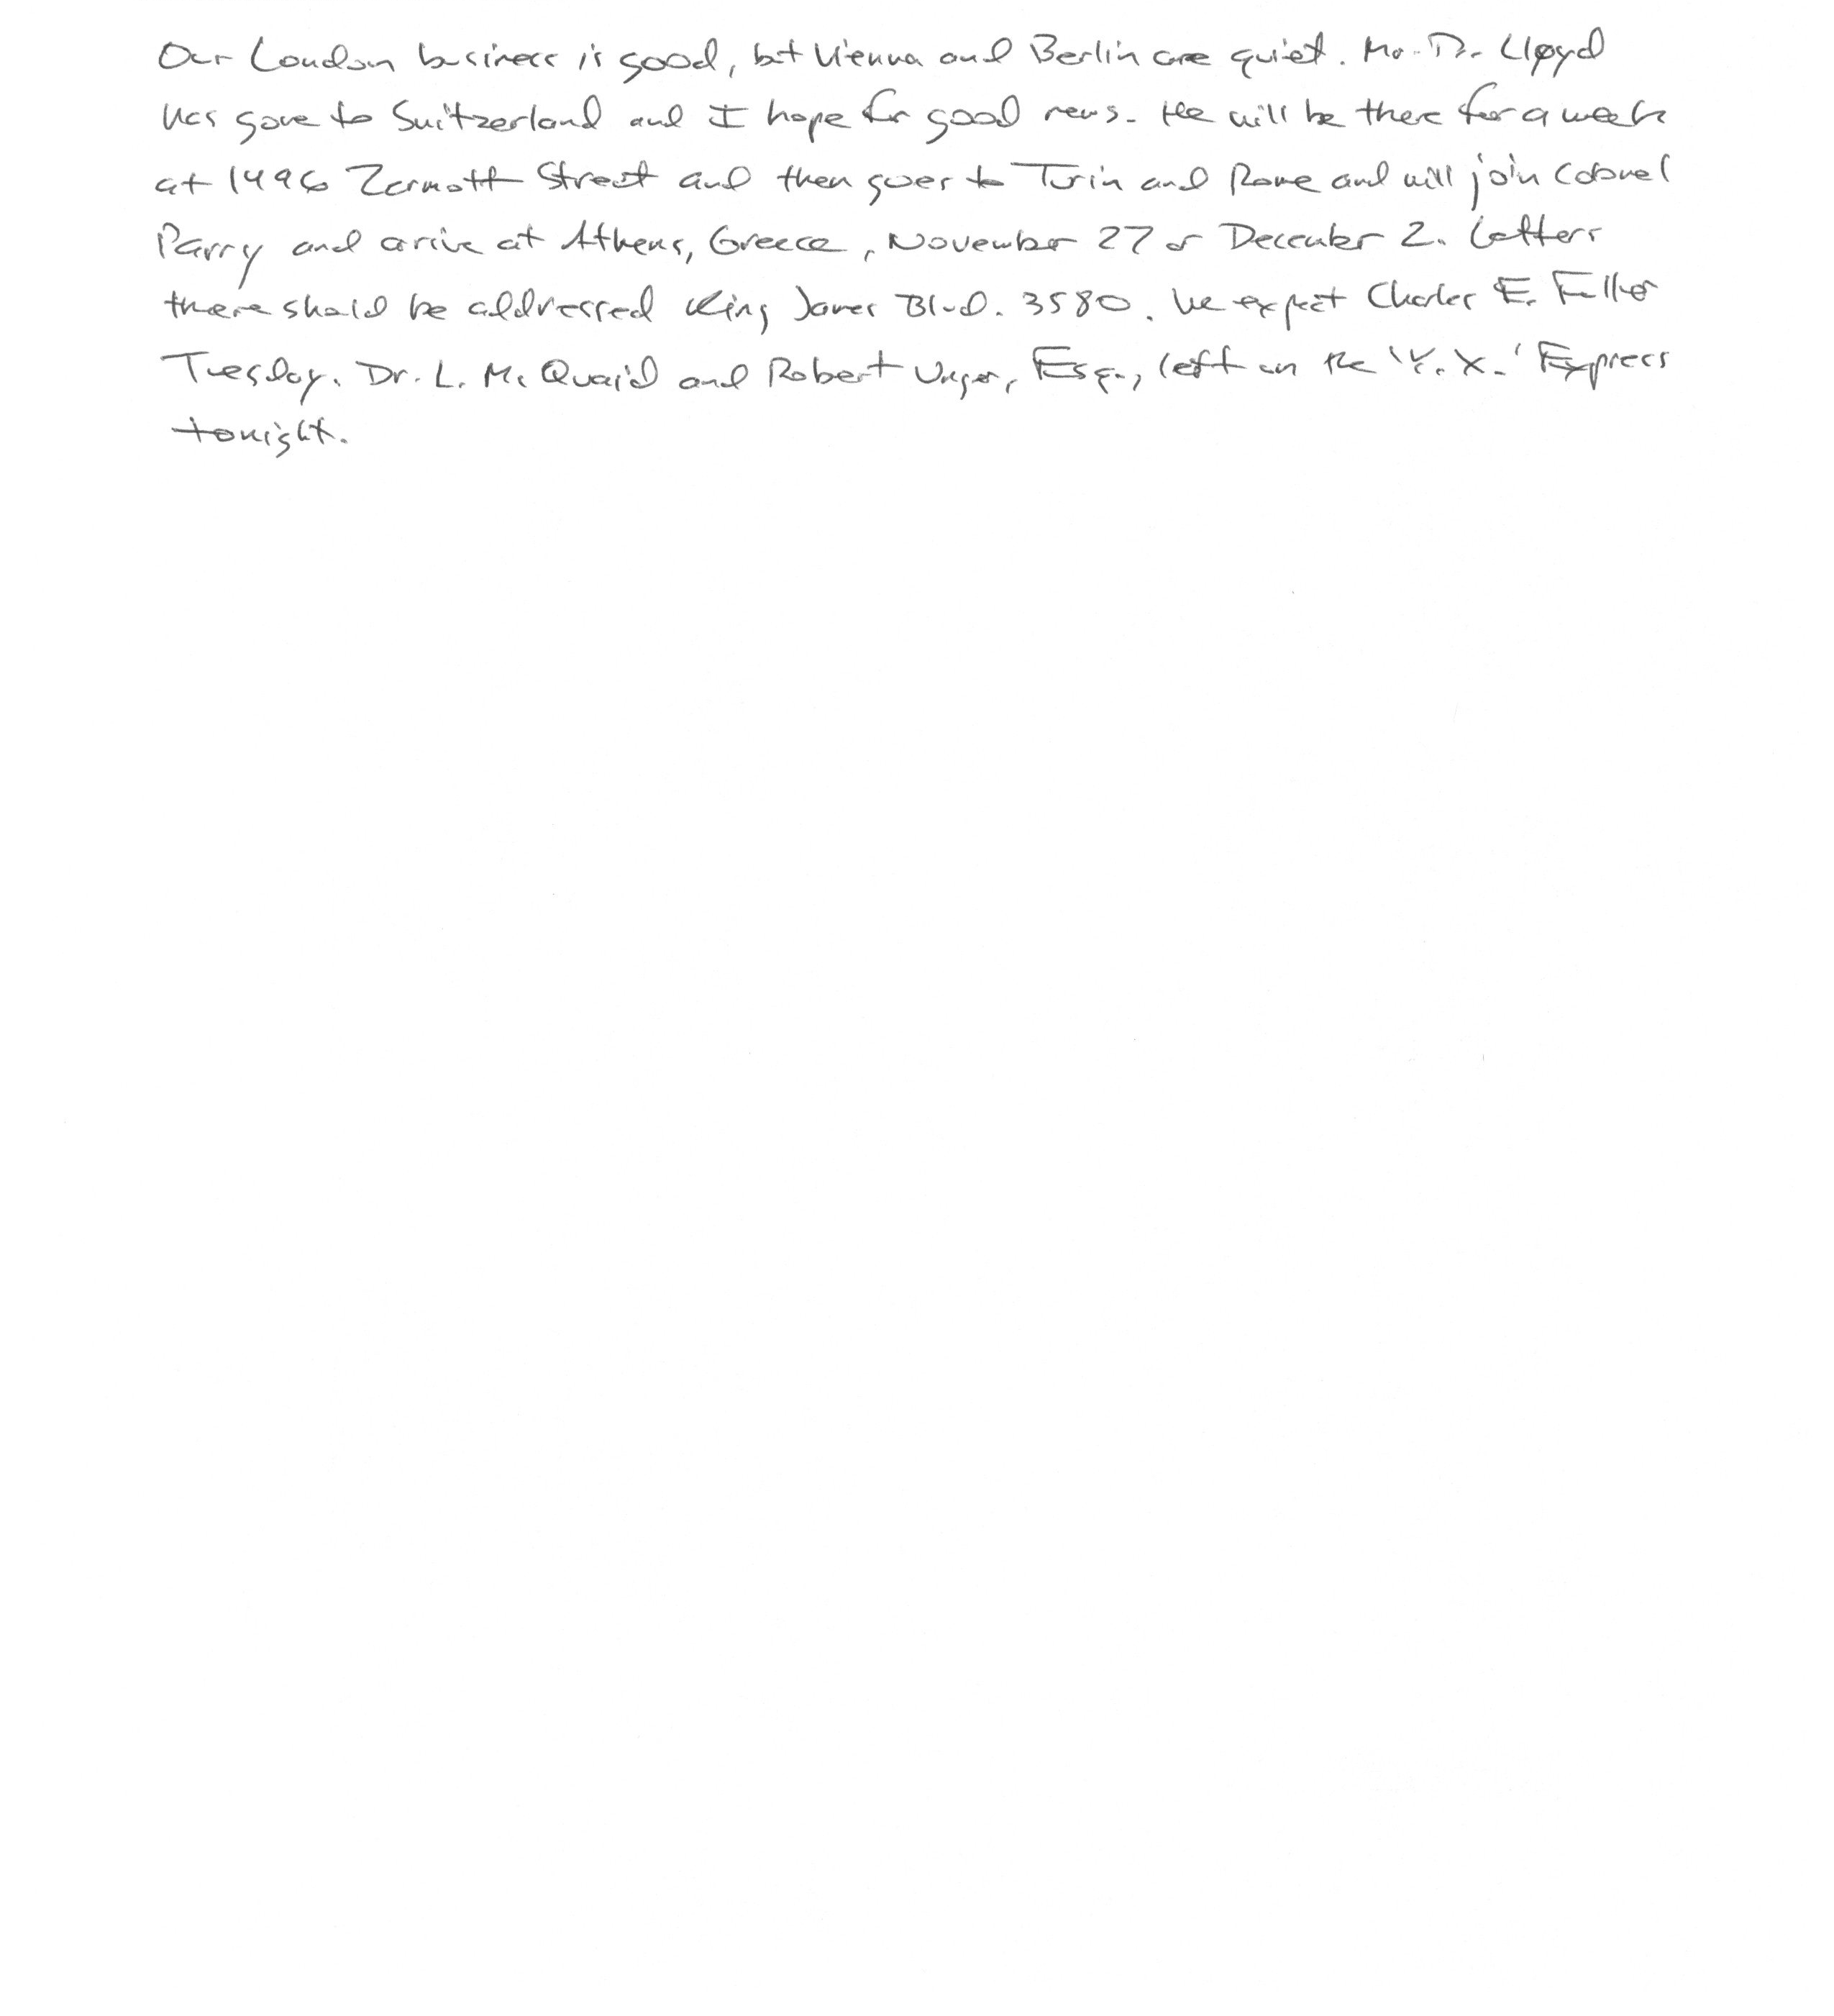 Our London business is good, but Vienna and Berlin are quiet. Mr. D. Lloyd
has gone to Switzerland and I hope for good news. He will be there for a week
at 1496 Zermott Street and then goes to Turin and Rome and will join Colonel
Parry and arrive at Athens, Greece, November 27 or December 2. Letters
there should be addressed King James Blvd. 3580. We expect Charles E. Fuller
Tuesday. Dr. L. McQuaid and Robert Unger, Esq., left on the 'Y.X.' Express
tonight.